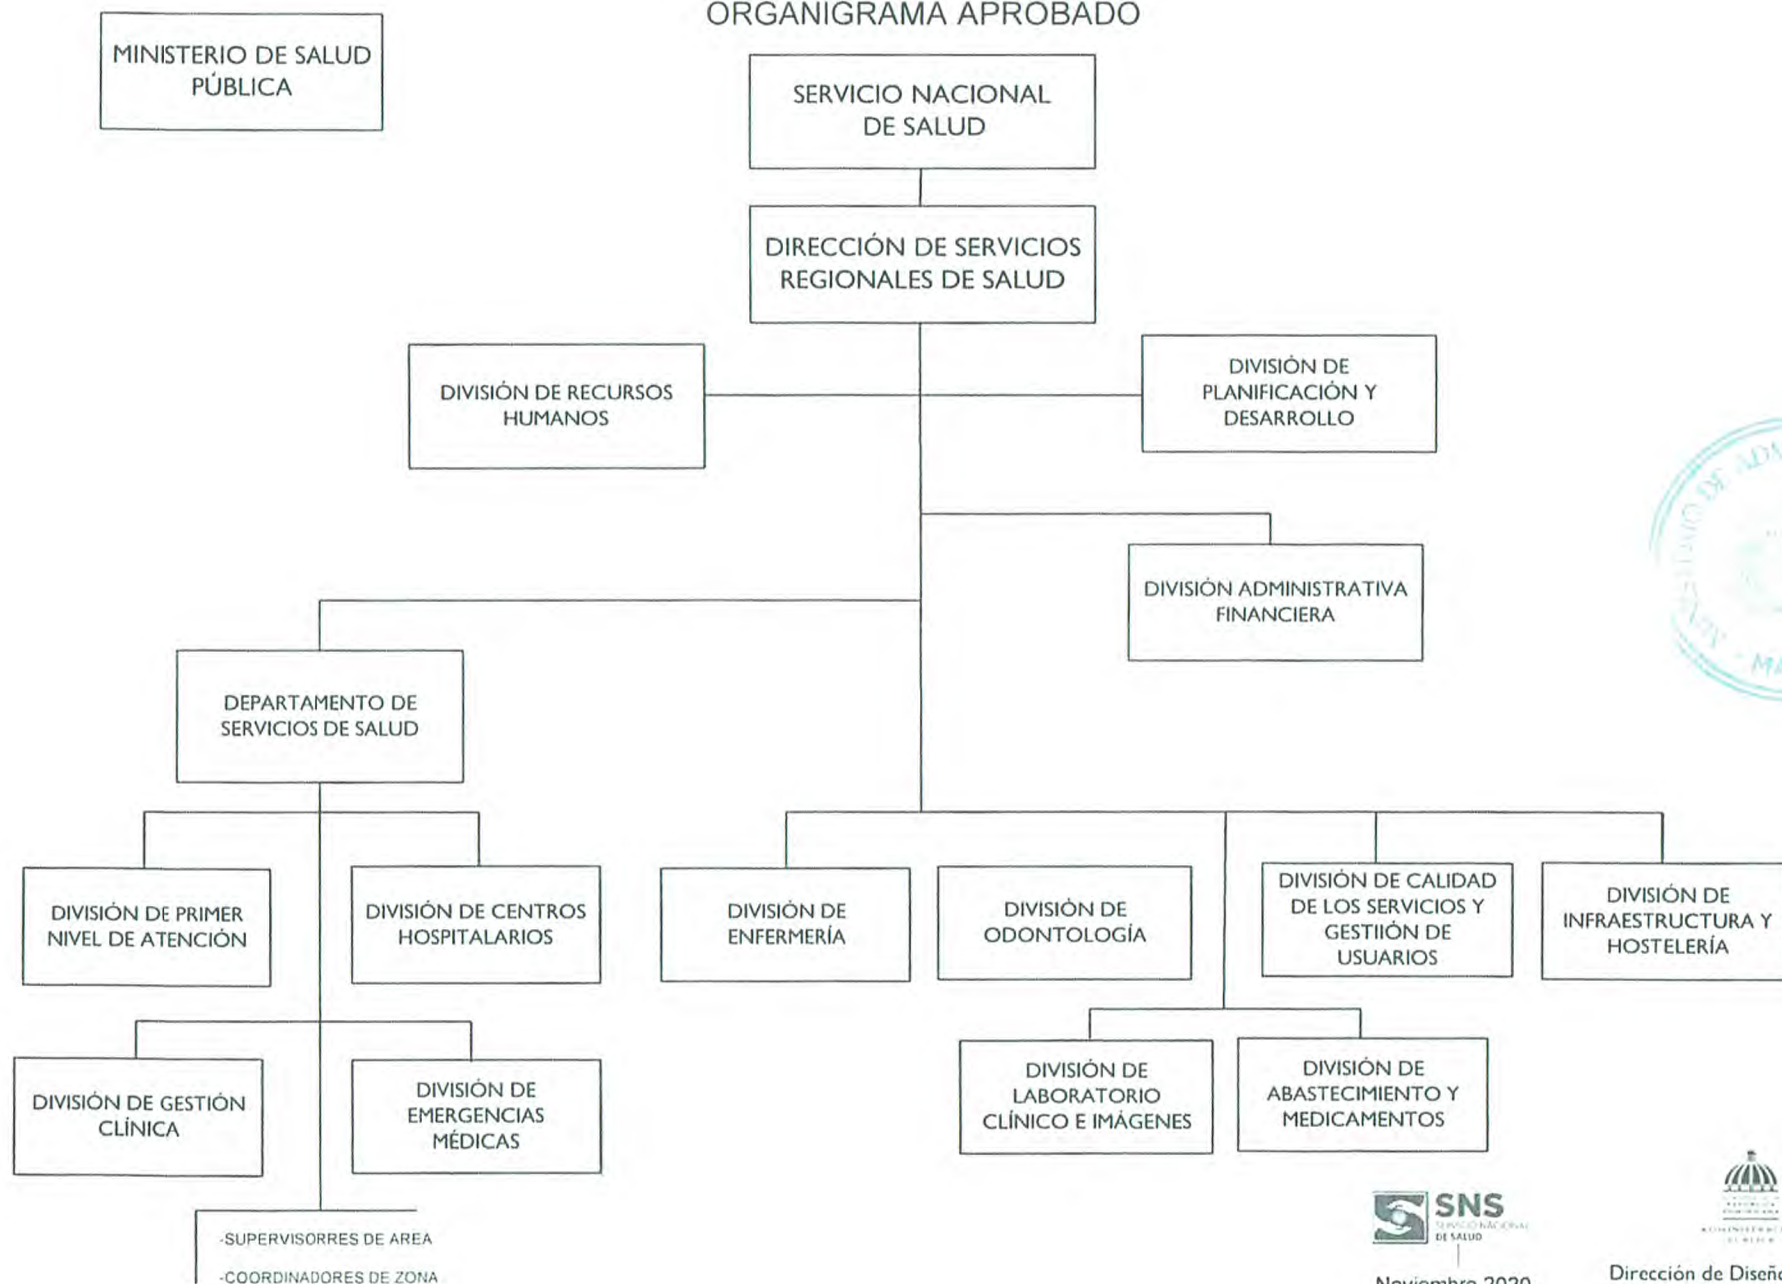 ORGANIGRAMA APROBADO
MINISTERIO DE SALUD
PÚBLICA
SERVICIO NACIONAL
DE SALUD
DIRECCIÓN DE SERVICIOS
REGIONALES DE SALUD
DIVISIÓN DE RECURSOS
HUMANOS
DIVISIÓN DE
PLANIFICACIÓN Y
DESARROLLO
DIVISIÓN ADMINISTRATIVA
FINANCIERA
DEPARTAMENTO DE
SERVICIOS DE SALUD
DIVISIÓN DE PRIMER
NIVEL DE ATENCIÓN
DIVISIÓN DE CENTROS
HOSPITALARIOS
DIVISIÓN DE
ENFERMERÍA
DIVISIÓN DE
ODONTOLOGÍA
DIVISIÓN DE CALIDAD
DE LOS SERVICIOS Y
GESTIIÓN DE
USUARIOS
DIVISIÓN DE
INFRAESTRUCTURA Y
HOSTELERÍA
DIVISIÓN DE GESTIÓN
CLÍNICA
DIVISIÓN DE
EMERGENCIAS
MÉDICAS
DIVISIÓN DE
LABORATORIO
CLÍNICO E IMÁGENES
DIVISIÓN DE
ABASTECIMIENTO Y
MEDICAMENTOS
-SUPERVISORRES DE AREA
-COORDINADORES DE ZONA
SNS
SERVICIO NACIONAL
DE SALUD
Noviembre 2020
Dirección de Diseño